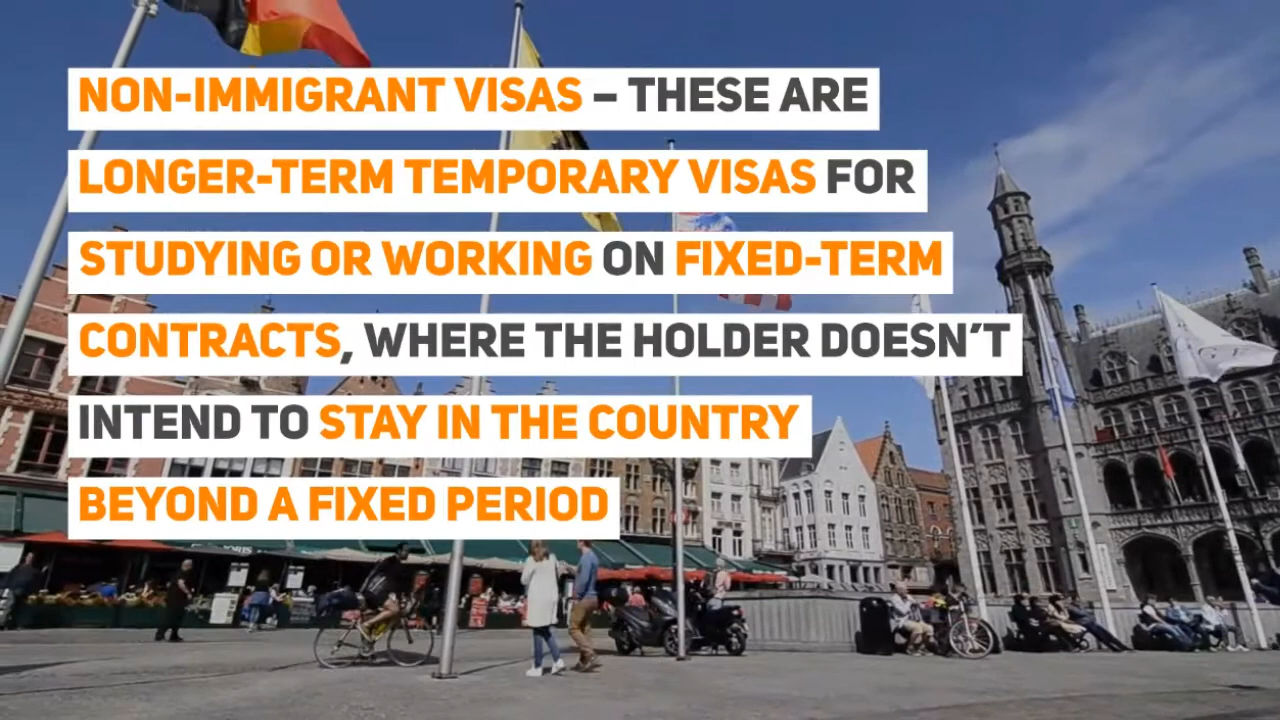 NON-IMMIGRANT VISAS – THESE ARE
LONGER-TERM TEMPORARY VISAS FOR
STUDYING OR WORKING ON FIXED-TERM
CONTRACTS, WHERE THE HOLDER DOESN’T
INTEND TO STAY IN THE COUNTRY
BEYOND A FIXED PERIOD